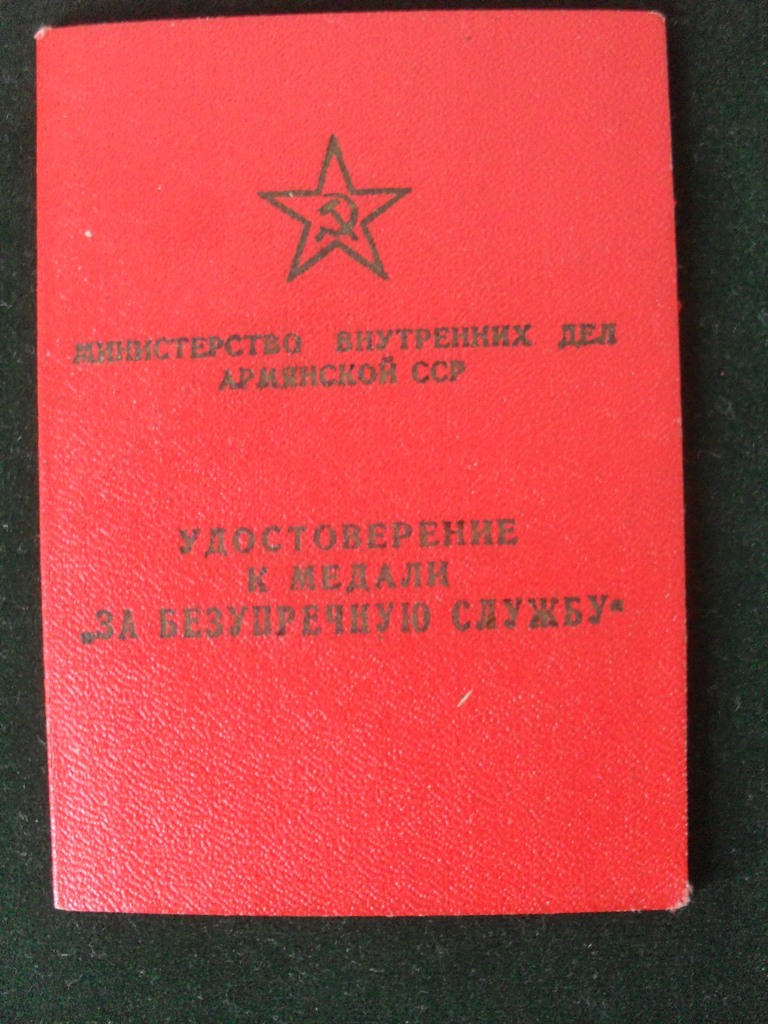 МИНИСТЕРСТВО ВНУТРЕННИХ ДЕЛ
АРМЯНСКОЙ ССР
УДОСТОВЕРЕНИЕ
К МЕДАЛИ
„ЗА БЕЗУПРЕЧНУЮ СЛУЖБУ“